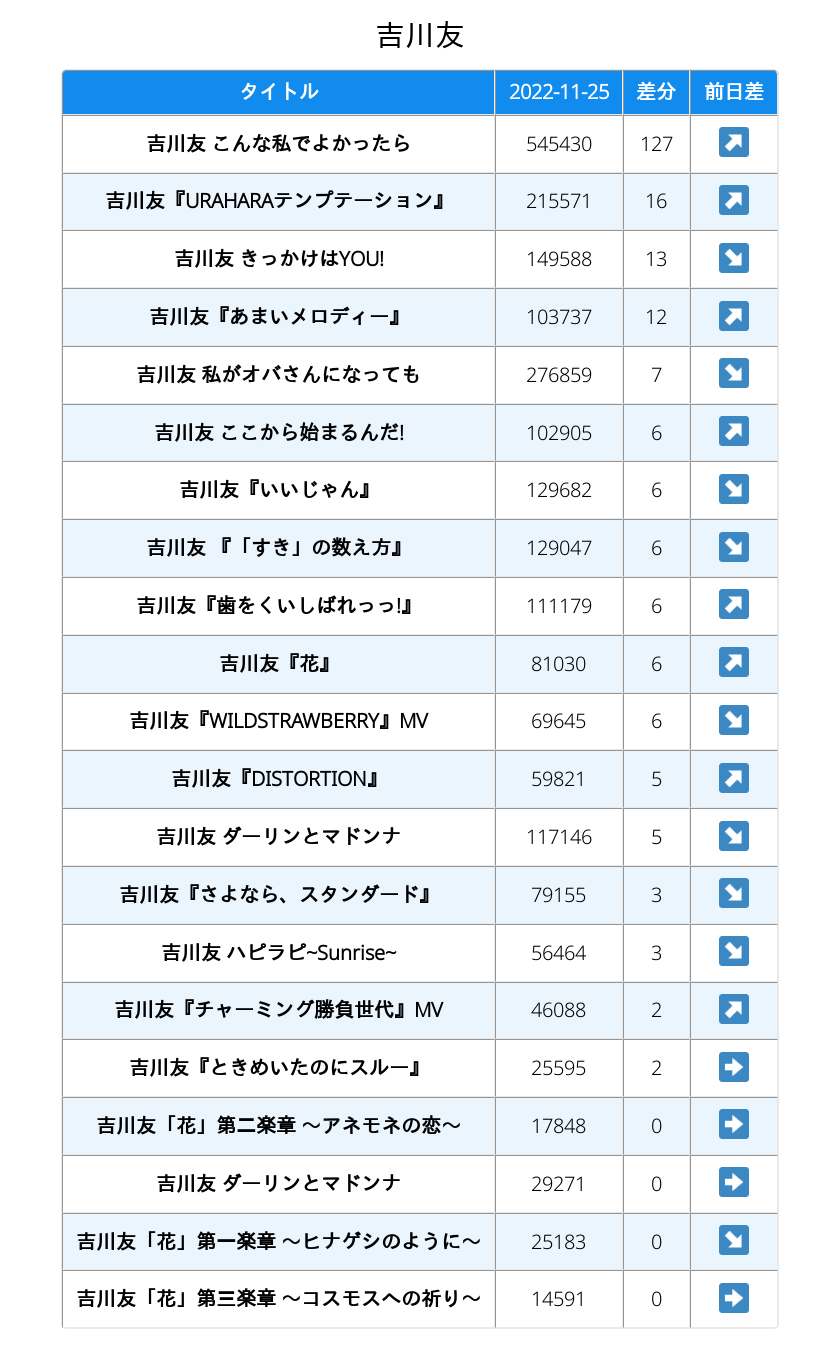 吉川友
タイトル 2022-11-25 差分 前日差
吉川友 こんな私でよかったら 545430 127 ↗
吉川友『URAHARAテンプテーション』 215571 16 ↗
吉川友 きっかけはYOU! 149588 13 ↘
吉川友『あまいメロディー』 103737 12 ↗
吉川友 私がオバさんになっても 276859 7 ↘
吉川友 ここから始まるんだ! 102905 6 ↗
吉川友『いいじゃん』 129682 6 ↘
吉川友 『「すき」の数え方』 129047 6 ↘
吉川友『歯をくいしばれっっ!』 111179 6 ↗
吉川友『花』 81030 6 ↗
吉川友『WILDSTRAWBERRY』MV 69645 6 ↘
吉川友『DISTORTION』 59821 5 ↗
吉川友 ダーリンとマドンナ 117146 5 ↘
吉川友『さよなら、スタンダード』 79155 3 ↘
吉川友 ハピラピ~Sunrise~ 56464 3 ↘
吉川友『チャーミング勝負世代』MV 46088 2 ↗
吉川友『ときめいたのにスルー』 25595 2 ➡
吉川友「花」第二楽章 〜アネモネの恋〜 17848 0 ➡
吉川友 ダーリンとマドンナ 29271 0 ➡
吉川友「花」第一楽章 〜ヒナゲシのように〜 25183 0 ↘
吉川友「花」第三楽章 〜コスモスへの祈り〜 14591 0 ➡